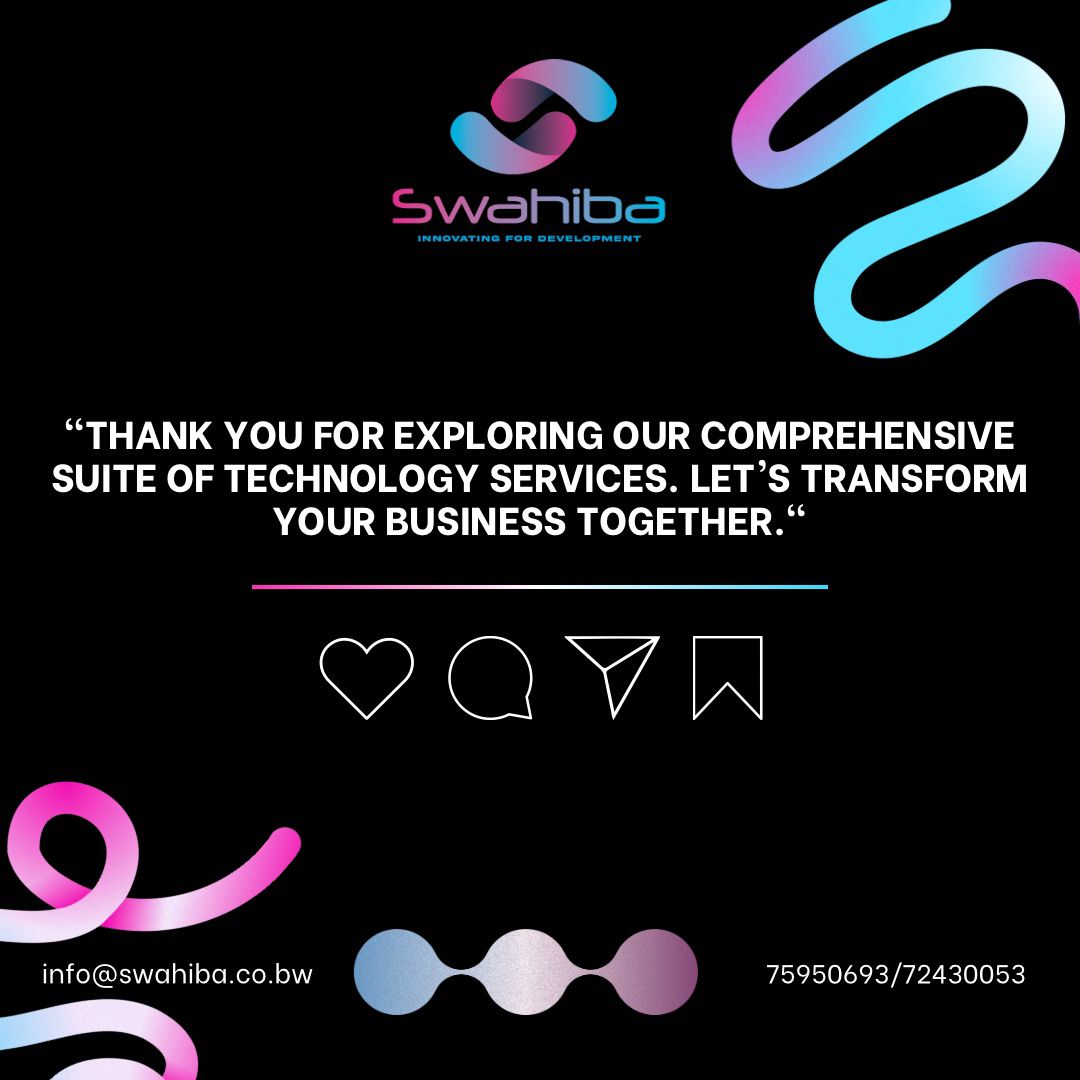 Swahiba
INNOVATING FOR DEVELOPMENT
“THANK YOU FOR EXPLORING OUR COMPREHENSIVE
SUITE OF TECHNOLOGY SERVICES. LET’S TRANSFORM
YOUR BUSINESS TOGETHER.“
info@swahiba.co.bw
75950693/72430053